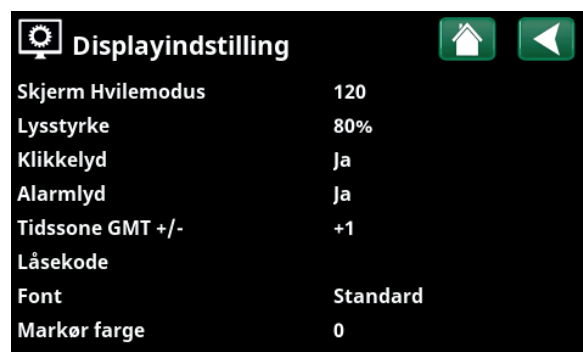 Displayindstilling
Skjerm Hvilemodus 120
Lysstyrke 80%
Klikkelyd Ja
Alarmlyd Ja
Tidssone GMT +/- +1
Låsekode
Font Standard
Markør farge 0